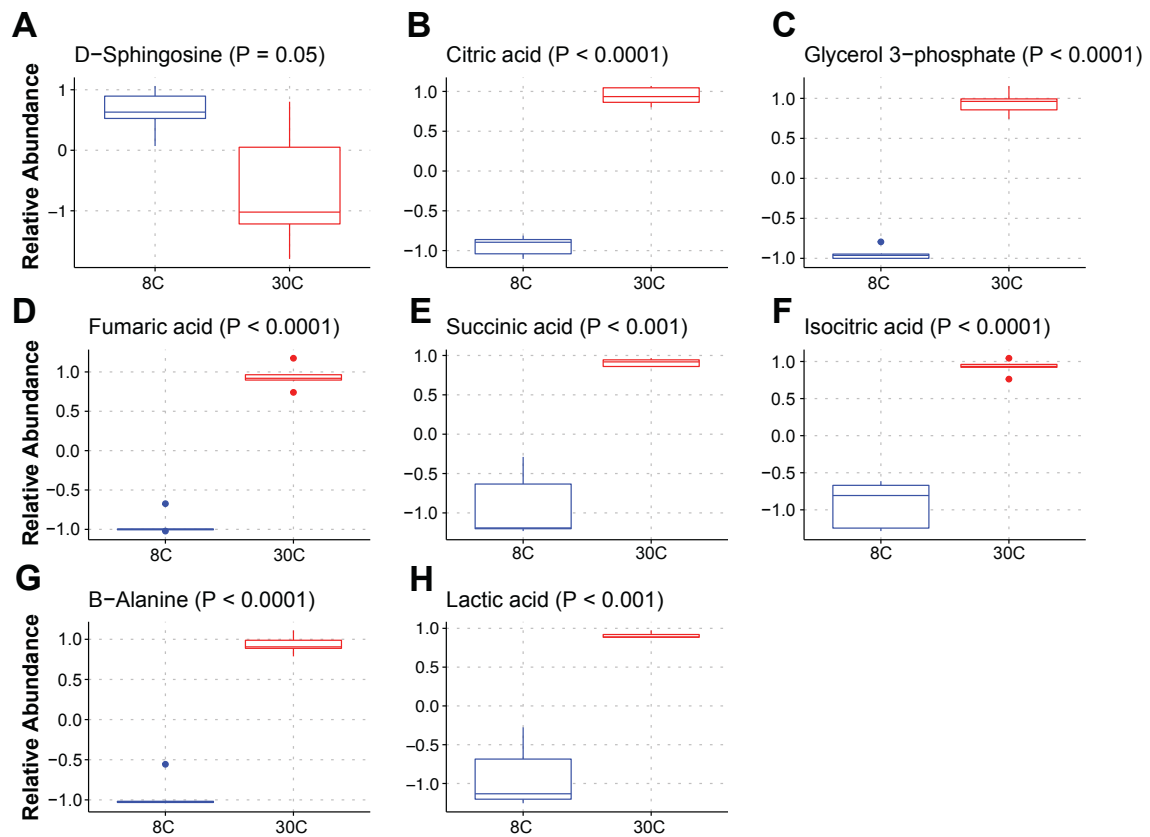 A
D−Sphingosine (P = 0.05)
Relative Abundance
1
0
−1
8C
30C
B
Citric acid (P < 0.0001)
1.0
0.5
0.0
−0.5
−1.0
8C
30C
C
Glycerol 3−phosphate (P < 0.0001)
1.0
0.5
0.0
−0.5
−1.0
8C
30C
D
Fumaric acid (P < 0.0001)
Relative Abundance
1.0
0.5
0.0
−0.5
−1.0
8C
30C
E
Succinic acid (P < 0.001)
1.0
0.5
0.0
−0.5
−1.0
8C
30C
F
Isocitric acid (P < 0.0001)
1.0
0.5
0.0
−0.5
−1.0
8C
30C
G
B−Alanine (P < 0.0001)
Relative Abundance
1.0
0.5
0.0
−0.5
−1.0
8C
30C
H
Lactic acid (P < 0.001)
1.0
0.5
0.0
−0.5
−1.0
8C
30C